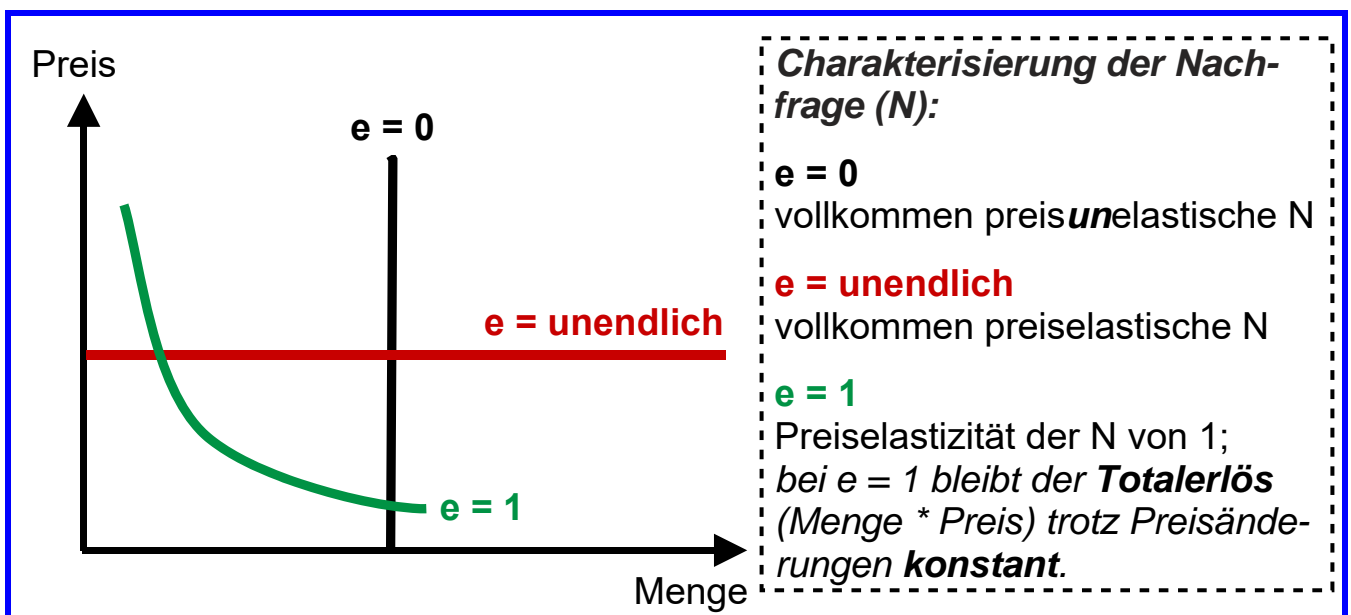 Preis
e = 0
e = unendlich
e = 1
Menge
Charakterisierung der Nach-
frage (N):
e = 0
vollkommen preisunelastische N
e = unendlich
vollkommen preiselastische N
e = 1
Preiselastizität der N von 1;
bei e = 1 bleibt der Totalerlös
(Menge * Preis) trotz Preisände-
rungen konstant.